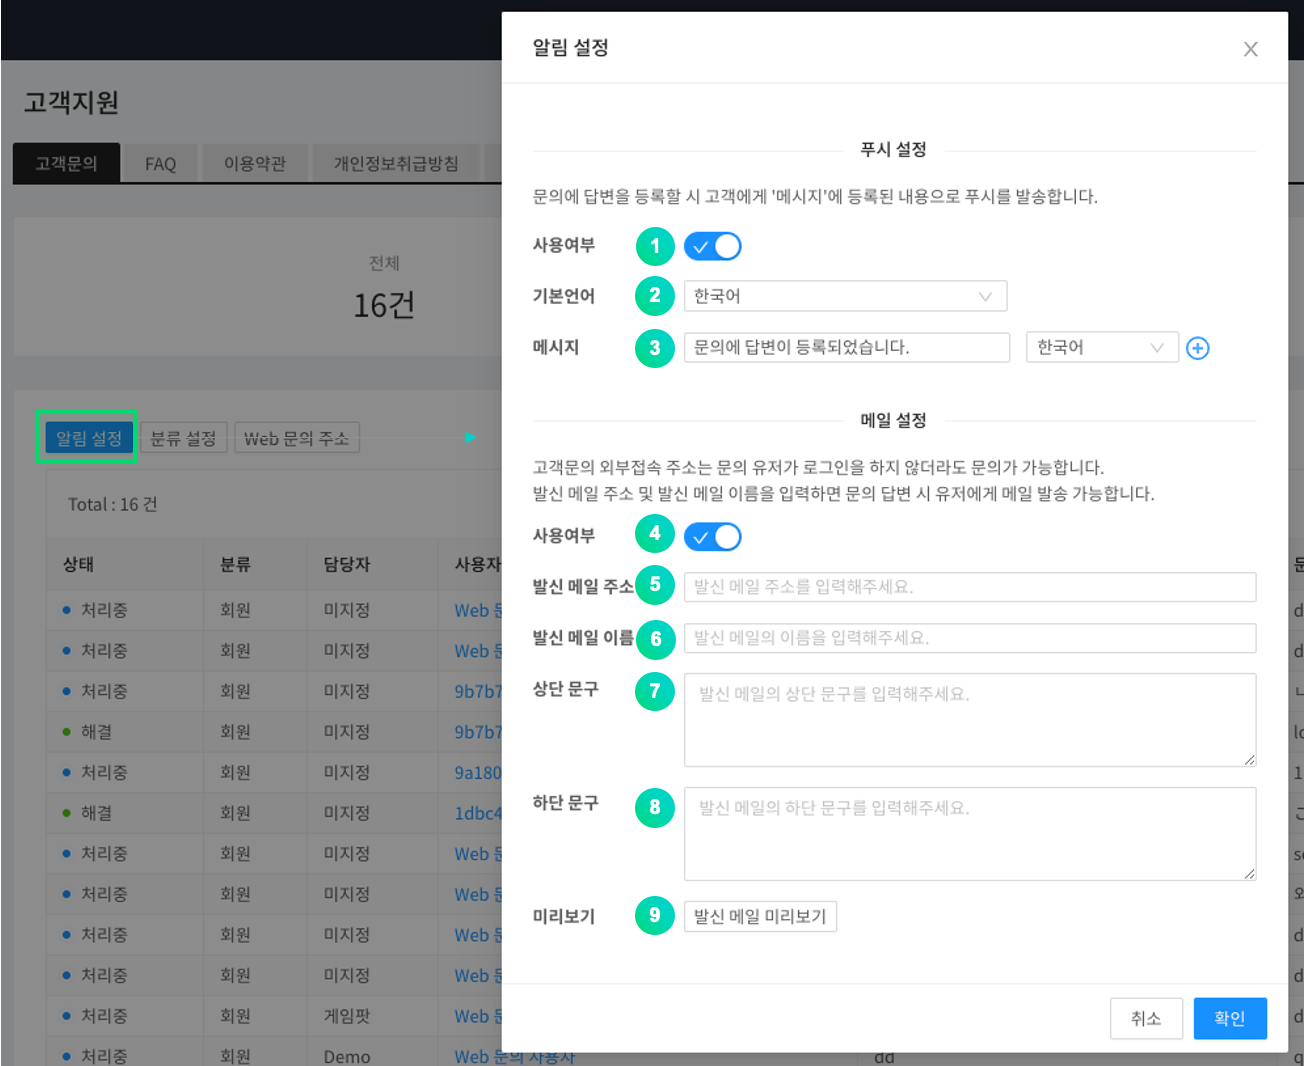 고객지원
고객문의 FAQ 이용약관 개인정보취급방침
전체
16건
알림 설정 분류 설정 Web 문의 주소
Total : 16 건
상태 분류 담당자 사용자
처리중 회원 미지정 Web
처리중 회원 미지정 Web
처리중 회원 미지정 9b7b7
해결 회원 미지정 9b7b7
처리중 회원 미지정 9a180
해결 회원 미지정 1dbc4
처리중 회원 미지정 Web
처리중 회원 미지정 Web
처리중 회원 미지정 Web
처리중 회원 미지정 Web
처리중 회원 게임팟 Web
처리중 회원 Demo Web 문의 사용자 dd
알림 설정
푸시 설정
문의에 답변을 등록할 시 고객에게 '메시지'에 등록된 내용으로 푸시를 발송합니다.
사용여부 1
기본언어 2 한국어
메시지 3 문의에 답변이 등록되었습니다. 한국어
메일 설정
고객문의 외부접속 주소는 문의 유저가 로그인을 하지 않더라도 문의가 가능합니다.
발신 메일 주소 및 발신 메일 이름을 입력하면 문의 답변 시 유저에게 메일 발송 가능합니다.
사용여부 4
발신 메일 주소 5 발신 메일 주소를 입력해주세요.
발신 메일 이름 6 발신 메일의 이름을 입력해주세요.
상단 문구 7 발신 메일의 상단 문구를 입력해주세요.
하단 문구 8 발신 메일의 하단 문구를 입력해주세요.
미리보기 9 발신 메일 미리보기
취소 확인